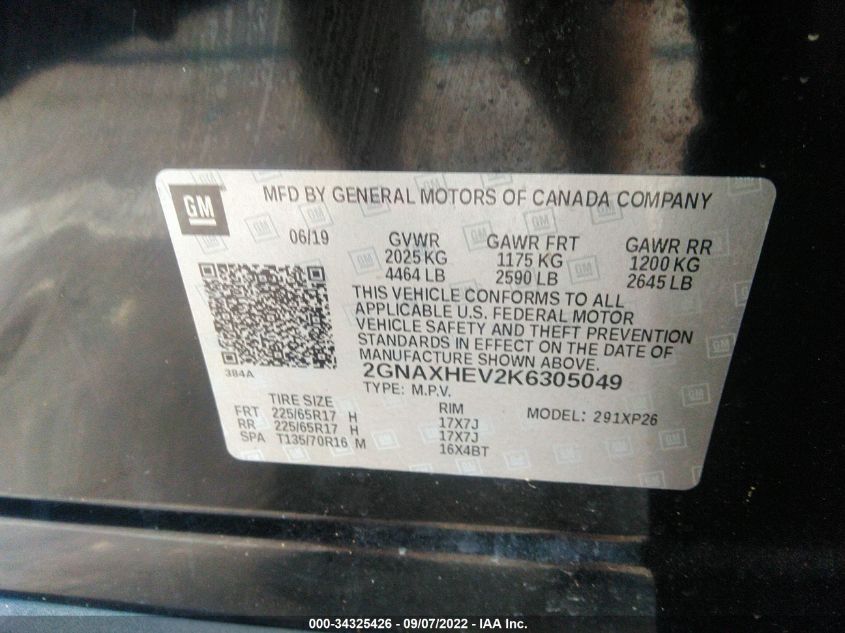 GM
MFD BY GENERAL MOTORS OF CANADA COMPANY
06/19 GVWR GAWR FRT GAWR RR
2025 KG 1175 KG 1200 KG
4464 LB 2590 LB 2645 LB
THIS VEHICLE CONFORMS TO ALL
APPLICABLE U.S. FEDERAL MOTOR
VEHICLE SAFETY AND THEFT PREVENTION
STANDARDS IN EFFECT ON THE DATE OF
MANUFACTURE SHOWN ABOVE.
384A
2GNAXHEV2K6305049
TYPE: M.P.V.
TIRE SIZE RIM MODEL: 291XP26
FRT 225/65R17 H 17X7J
RR 225/65R17 H 17X7J
SPA T135/70R16 M 16X4BT
000-34325426 - 09/07/2022 - IAA Inc.